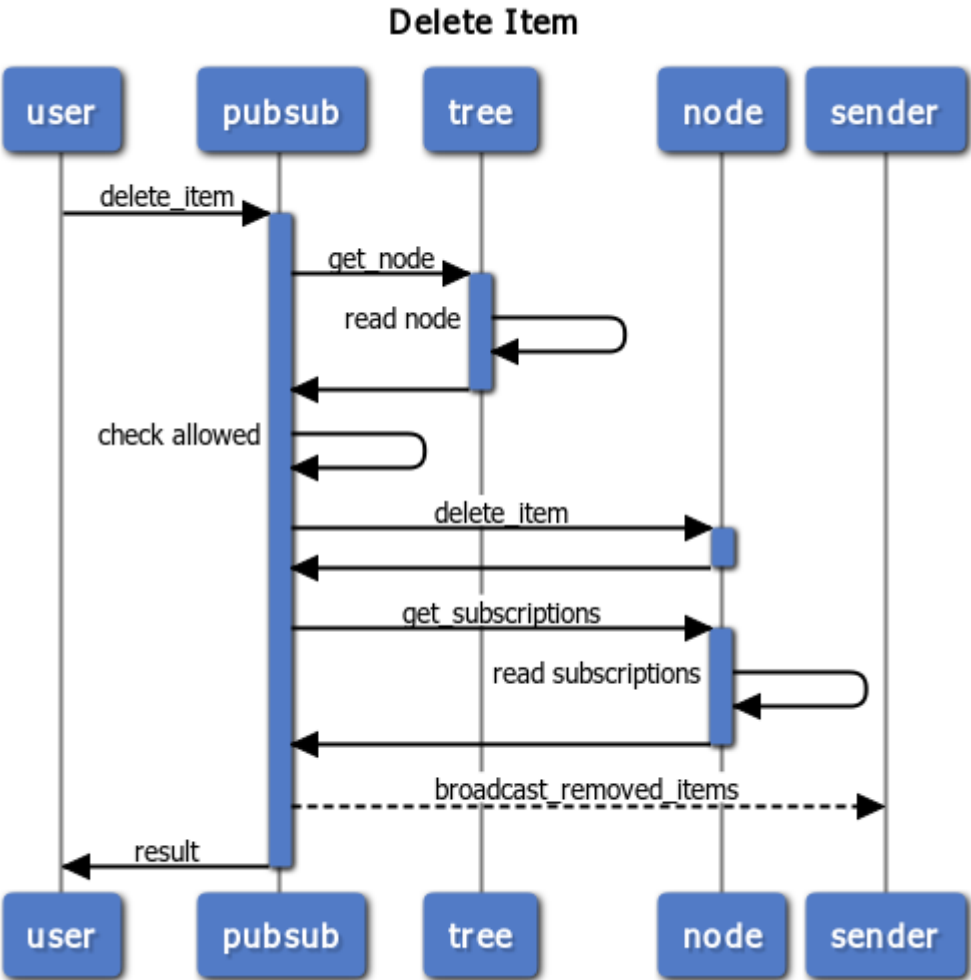 Delete Item
user pubsub tree node sender
delete_item
get_node
read node
check allowed
delete_item
get_subscriptions
read subscriptions
broadcast_removed_items
result
user pubsub tree node sender